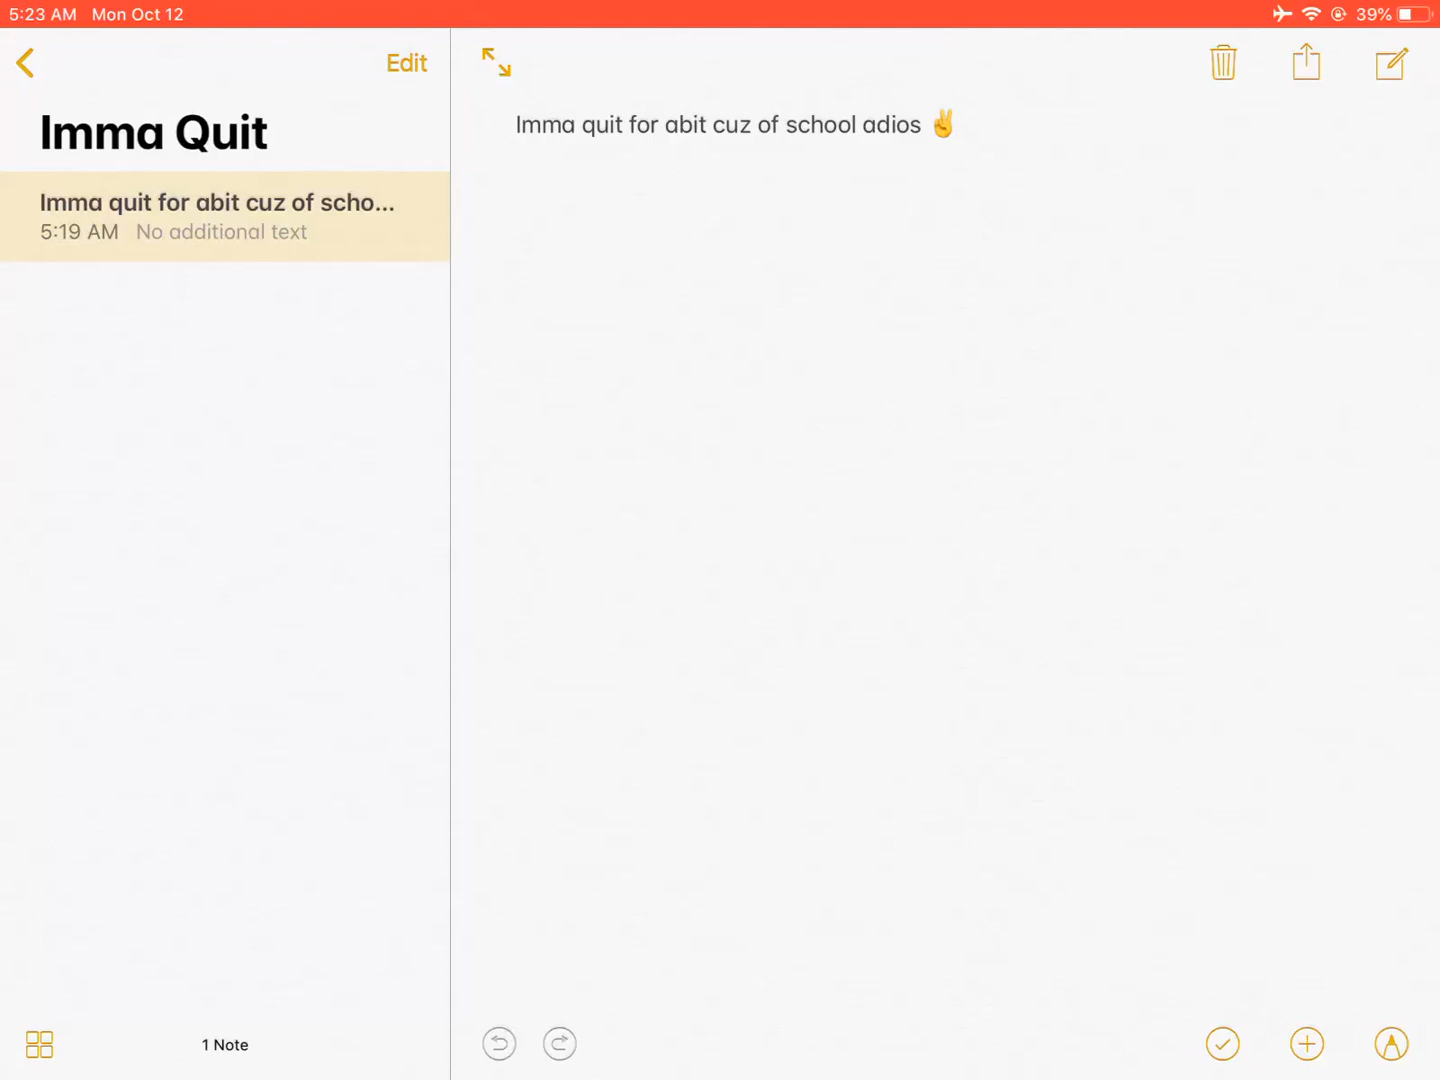 5:23 AM Mon Oct 12 39%
Edit
Imma Quit
Imma quit for abit cuz of scho...
5:19 AM No additional text
1 Note
Imma quit for abit cuz of school adios ✌️